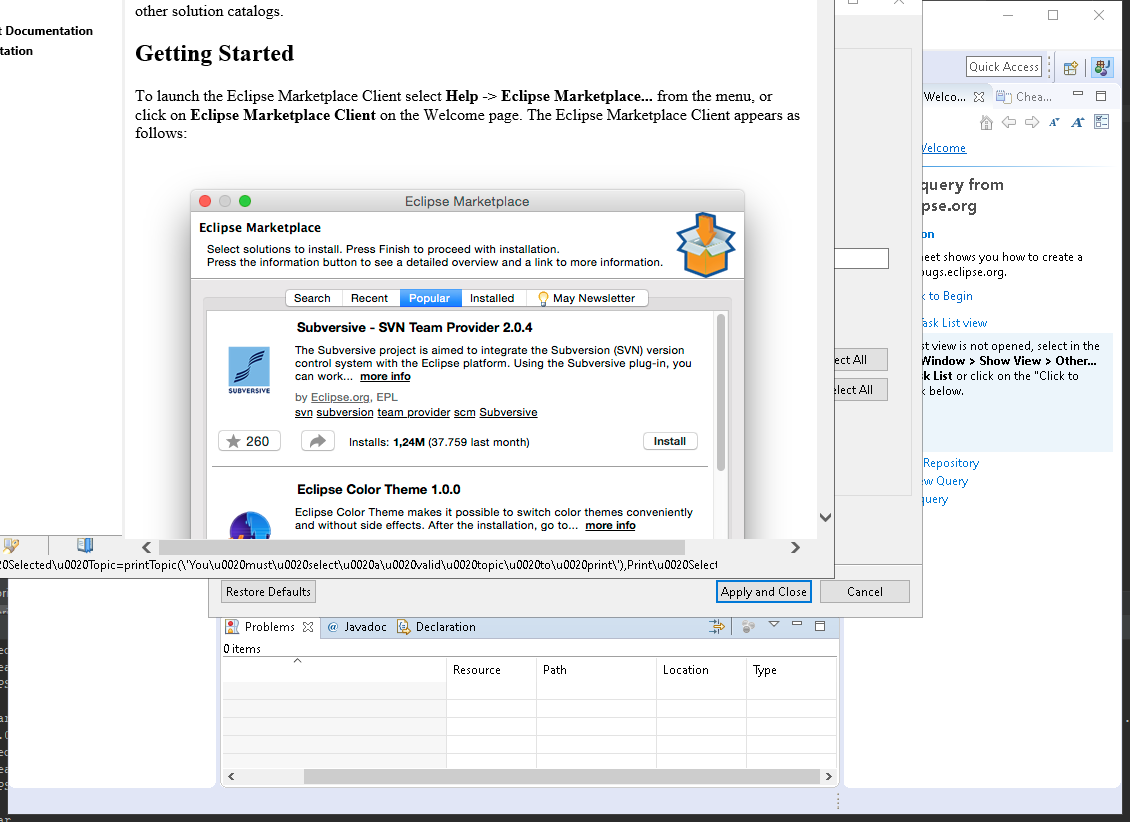 other solution catalogs.
t Documentation
tation
Getting Started
To launch the Eclipse Marketplace Client select Help -> Eclipse Marketplace... from the menu, or
click on Eclipse Marketplace Client on the Welcome page. The Eclipse Marketplace Client appears as
follows:
Eclipse Marketplace
Eclipse Marketplace
Select solutions to install. Press Finish to proceed with installation.
Press the information button to see a detailed overview and a link to more information.
Search Recent Popular Installed May Newsletter
Subversive - SVN Team Provider 2.0.4
The Subversive project is aimed to integrate the Subversion (SVN) version
control system with the Eclipse platform. Using the Subversive plug-in, you
can work... more info
SUBVERSIVE
by Eclipse.org, EPL
svn subversion team provider scm Subversive
260 Installs: 1,24M (37.759 last month) Install
Eclipse Color Theme 1.0.0
Eclipse Color Theme makes it possible to switch color themes conveniently
and without side effects. After the installation, go to... more info
20Selected\u0020Topic=printTopic(\'You\u0020must\u0020select\u0020a\u0020valid\u0020topic\u0020to\u0020print\'),Print\u0020Select
ect All
elect All
Restore Defaults Apply and Close Cancel
Quick Access
Welco... Chea...
Welcome
query from
pse.org
on
eet shows you how to create a
bugs.eclipse.org.
k to Begin
Task List view
st view is not opened, select in the
Window > Show View > Other...
k List or click on the "Click to
k below.
Repository
ew Query
query
Problems @ Javadoc Declaration
0 items
Resource Path Location Type